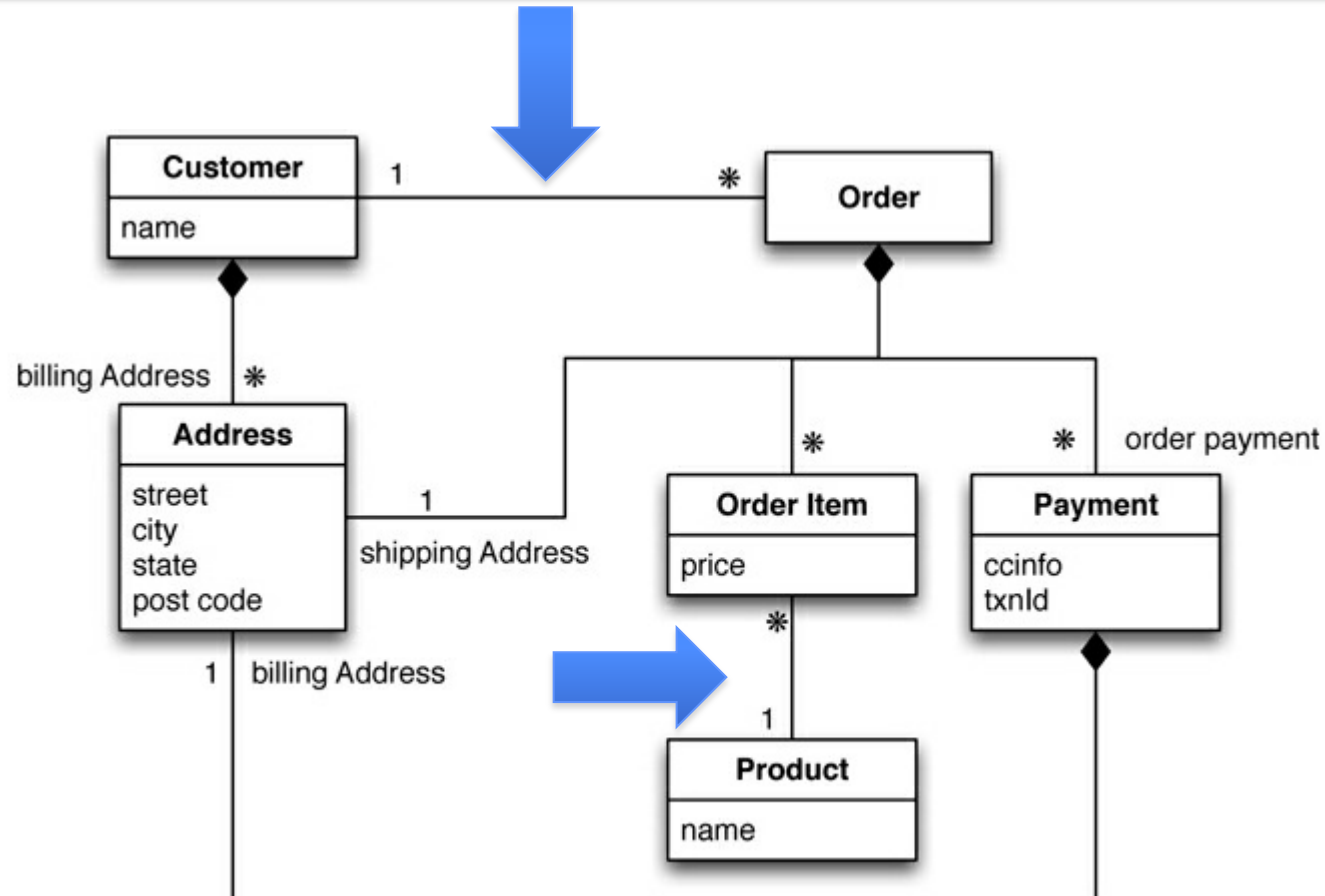 Customer
name
1
*
Order
billing Address
*
Address
street
city
state
post code
1
shipping Address
*
Order Item
price
*
order payment
Payment
ccinfo
txnId
*
1
Product
name
1
billing Address